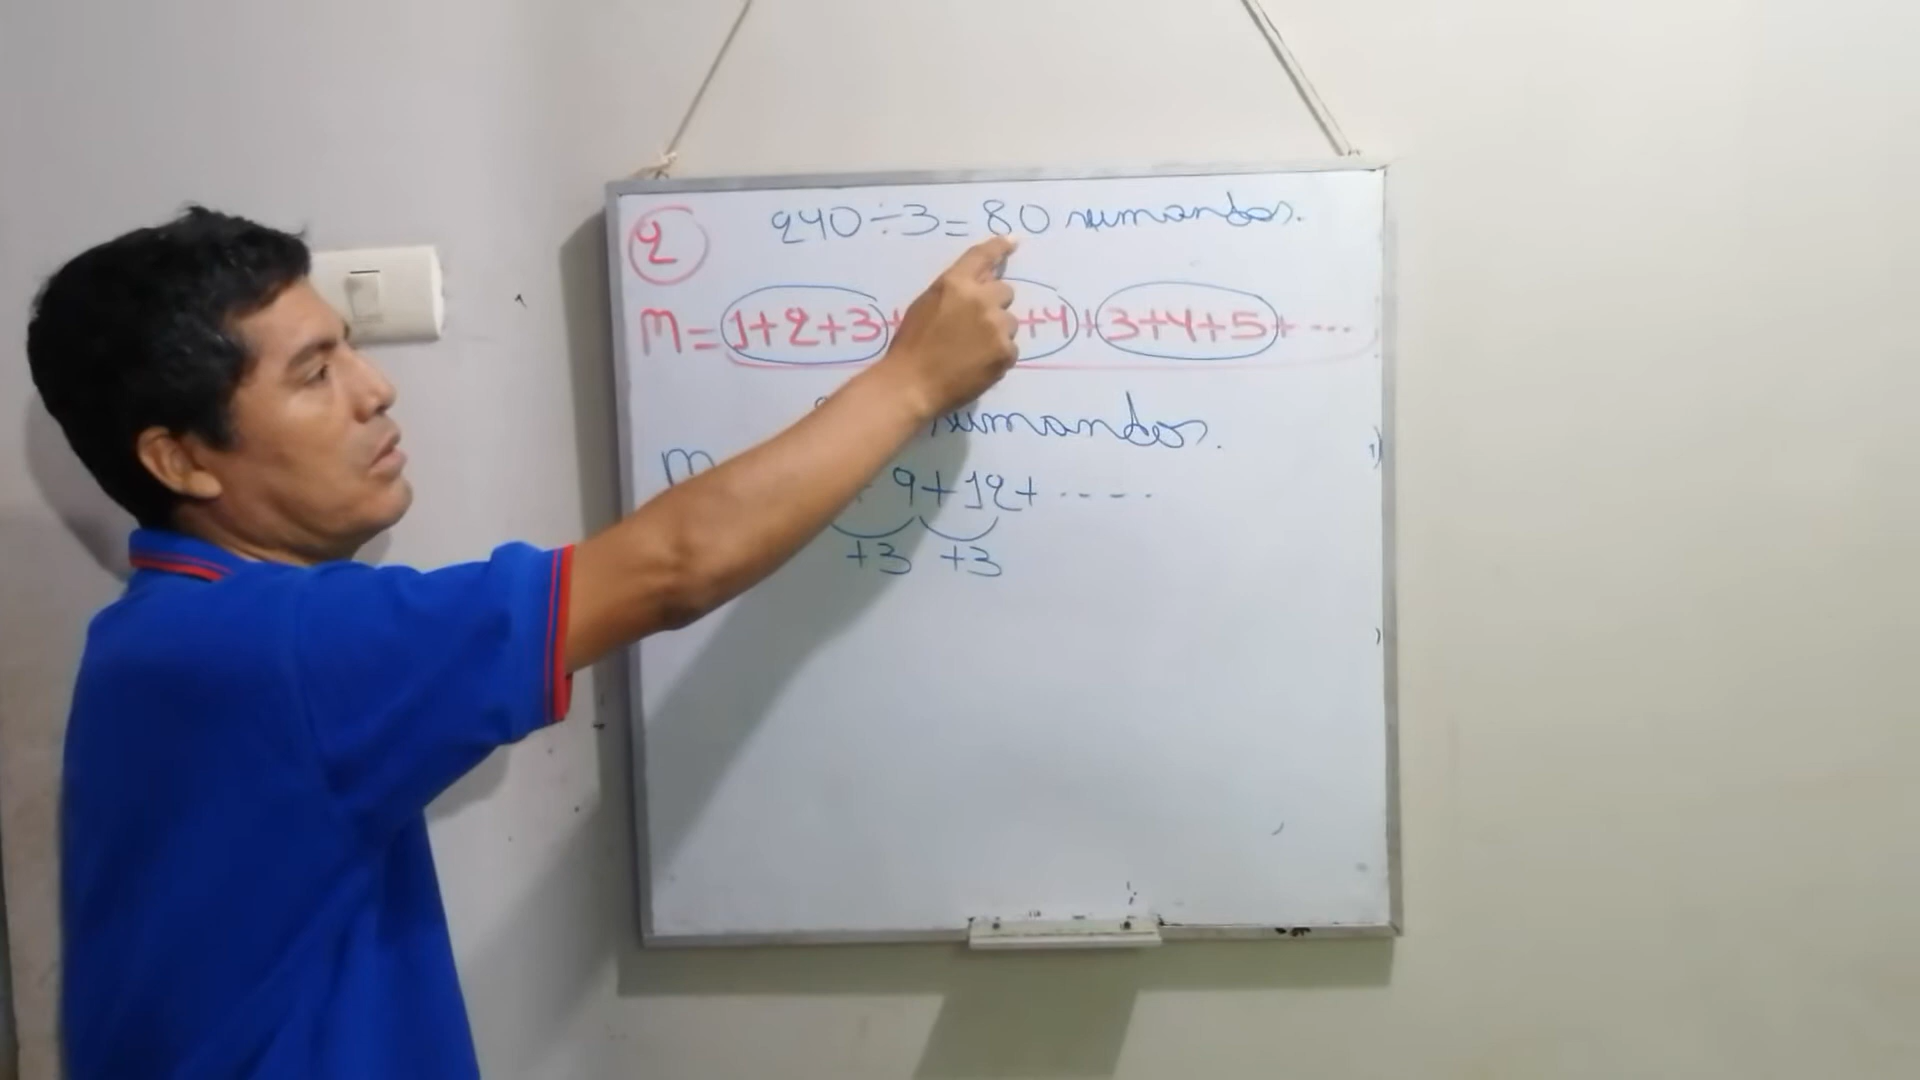 2
240÷3=80 sumandos.
M=1+2+3+ +4+3+4+5+...
sumandos.
M + 9+12+.....
+3 +3